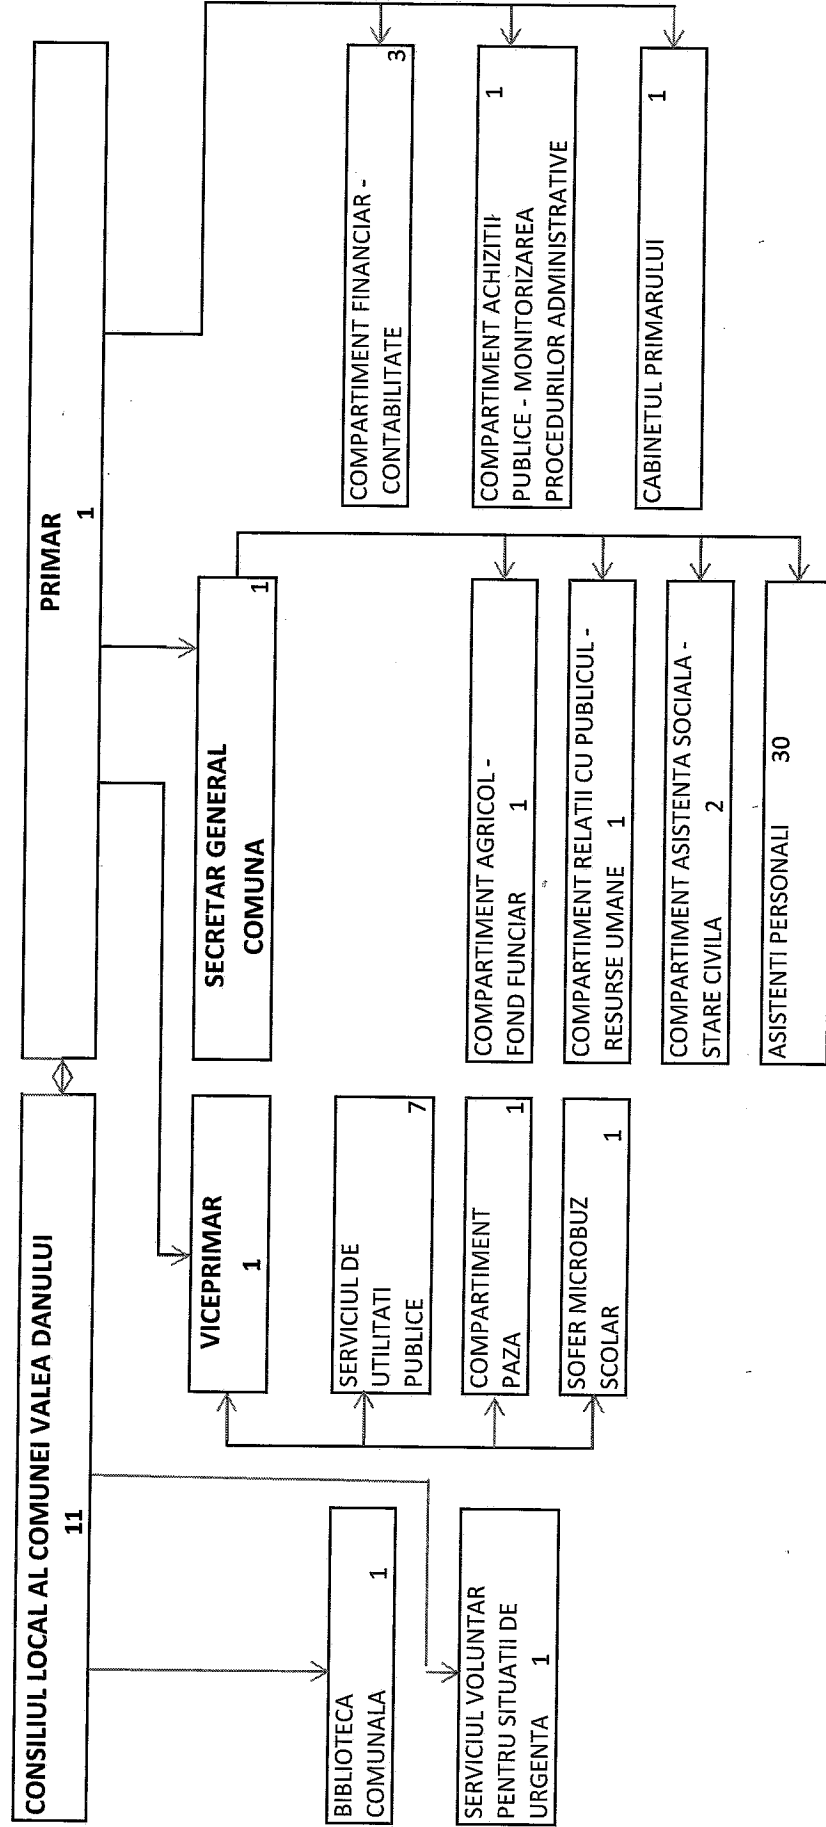 CONSILIUL LOCAL AL COMUNEI VALEA DANULUI
11
PRIMAR
1
VICEPRIMAR
1
SECRETAR GENERAL
1
COMUNA
BIBLIOTECA
COMUNALA 1
SERVICIUL VOLUNTAR
PENTRU SITUATII DE
URGENTA 1
SERVICIUL DE
UTILITATI
PUBLICE 7
COMPARTIMENT
PAZA 1
SOFER MICROBUZ
SCOLAR 1
COMPARTIMENT AGRICOL -
FOND FUNCIAR 1
COMPARTIMENT RELATII CU PUBLICUL -
RESURSE UMANE 1
COMPARTIMENT ASISTENTA SOCIALA -
STARE CIVILA 2
ASISTENTI PERSONALI 30
COMPARTIMENT FINANCIAR -
CONTABILITATE 3
COMPARTIMENT ACHIZITII 1
PUBLICE - MONITORIZAREA
PROCEDURILOR ADMINISTRATIVE
CABINETUL PRIMARULUI 1